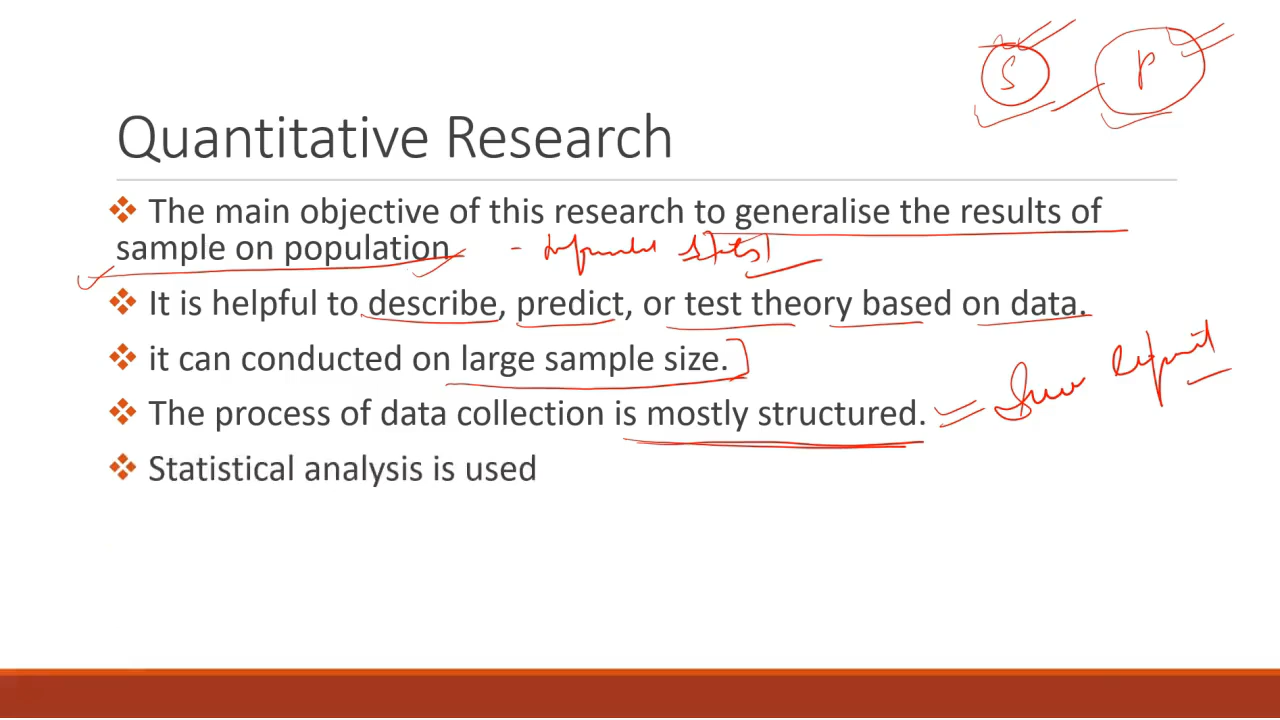 S P
Quantitative Research
❖ The main objective of this research to generalise the results of
sample on population
❖ It is helpful to describe, predict, or test theory based on data.
❖ it can conducted on large sample size.
❖ The process of data collection is mostly structured.
❖ Statistical analysis is used